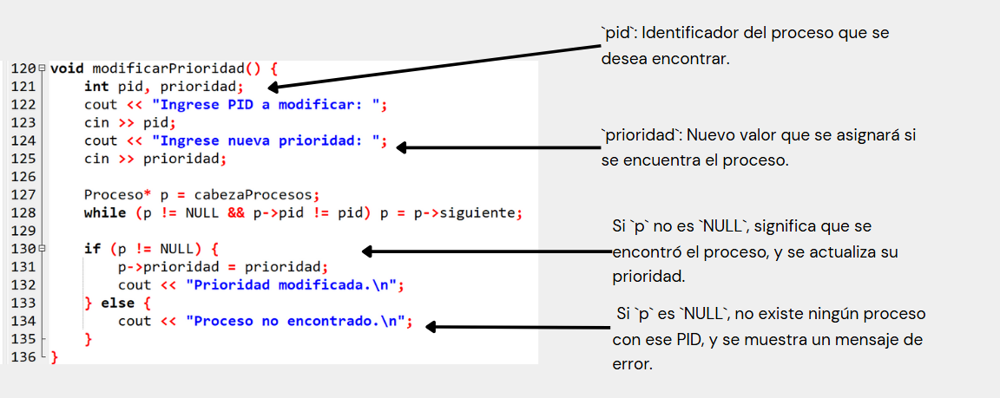 120 void modificarPrioridad() {
121 int pid, prioridad;
122 cout << "Ingrese PID a modificar: ";
123 cin >> pid;
124 cout << "Ingrese nueva prioridad: ";
125 cin >> prioridad;
126
127 Proceso* p = cabezaProcesos;
128 while (p != NULL && p->pid != pid) p = p->siguiente;
129
130 if (p != NULL) {
131 p->prioridad = prioridad;
132 cout << "Prioridad modificada.\n";
133 } else {
134 cout << "Proceso no encontrado.\n";
135 }
136 }
`pid`: Identificador del proceso que se
desea encontrar.
`prioridad`: Nuevo valor que se asignará si
se encuentra el proceso.
Si `p` no es `NULL`, significa que se
encontró el proceso, y se actualiza su
prioridad.
Si `p` es `NULL`, no existe ningún proceso
con ese PID, y se muestra un mensaje de
error.